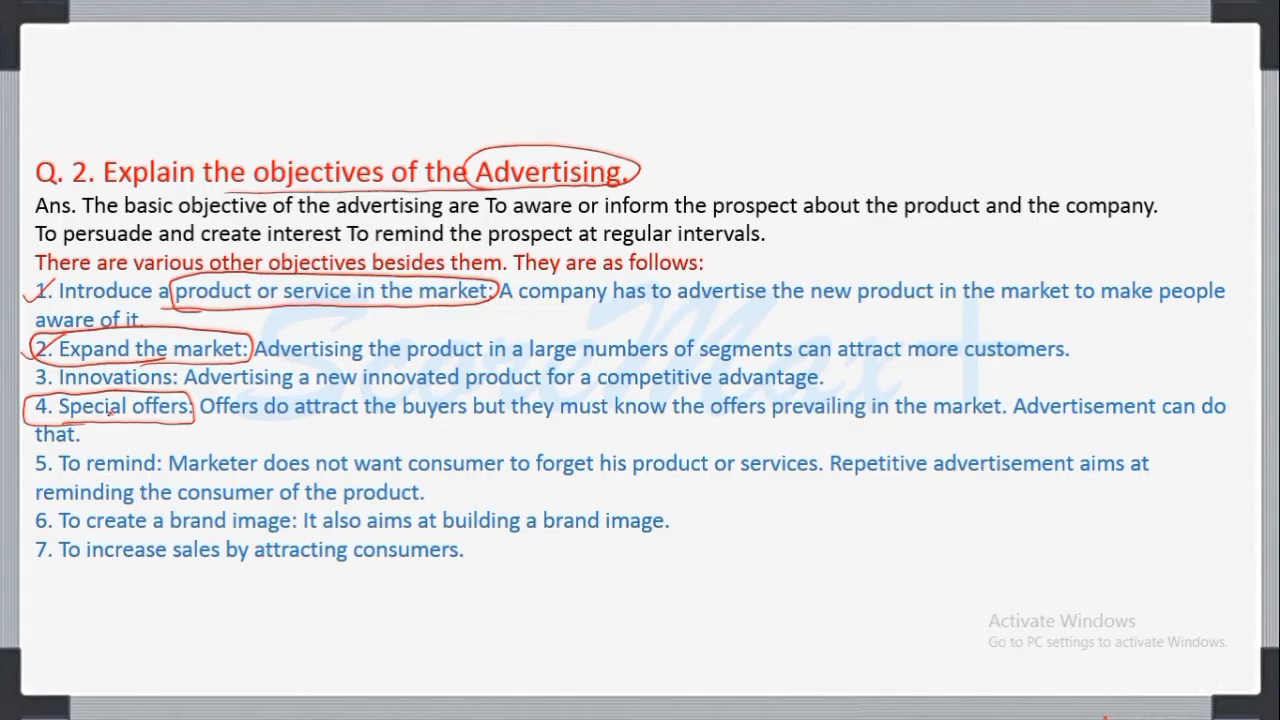 Q. 2. Explain the objectives of the Advertising.
Ans. The basic objective of the advertising are To aware or inform the prospect about the product and the company.
To persuade and create interest To remind the prospect at regular intervals.
There are various other objectives besides them. They are as follows:
1. Introduce a product or service in the market: A company has to advertise the new product in the market to make people
aware of it.
2. Expand the market: Advertising the product in a large numbers of segments can attract more customers.
3. Innovations: Advertising a new innovated product for a competitive advantage.
4. Special offers: Offers do attract the buyers but they must know the offers prevailing in the market. Advertisement can do
that.
5. To remind: Marketer does not want consumer to forget his product or services. Repetitive advertisement aims at
reminding the consumer of the product.
6. To create a brand image: It also aims at building a brand image.
7. To increase sales by attracting consumers.
Activate Windows
Go to PC settings to activate Windows.